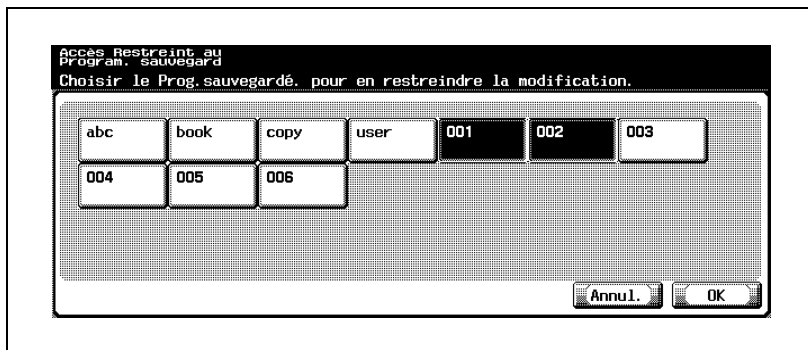 Accès Restreint au
Program. sauvegard
Choisir le Prog.sauvegardé. pour en restreindre la modification.
abc book copy user 001 002 003
004 005 006
Annul. OK